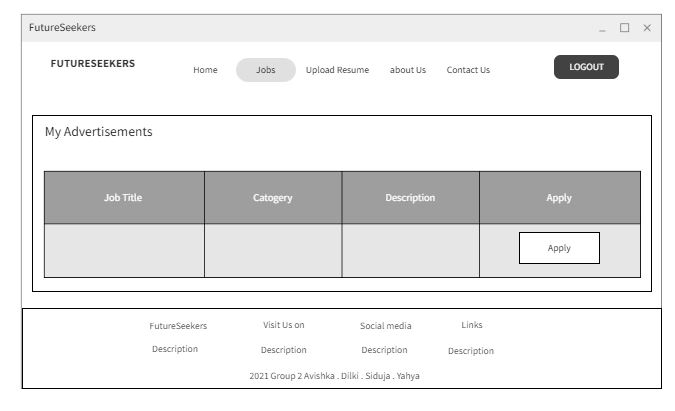 FutureSeekers
FUTURESEEKERS Home Jobs Upload Resume about Us Contact Us LOGOUT
My Advertisements
Job Title Catogery Description Apply
Apply
FutureSeekers Visit Us on Social media Links
Description Description Description Description
2021 Group 2 Avishka . Dilki . Siduja . Yahya